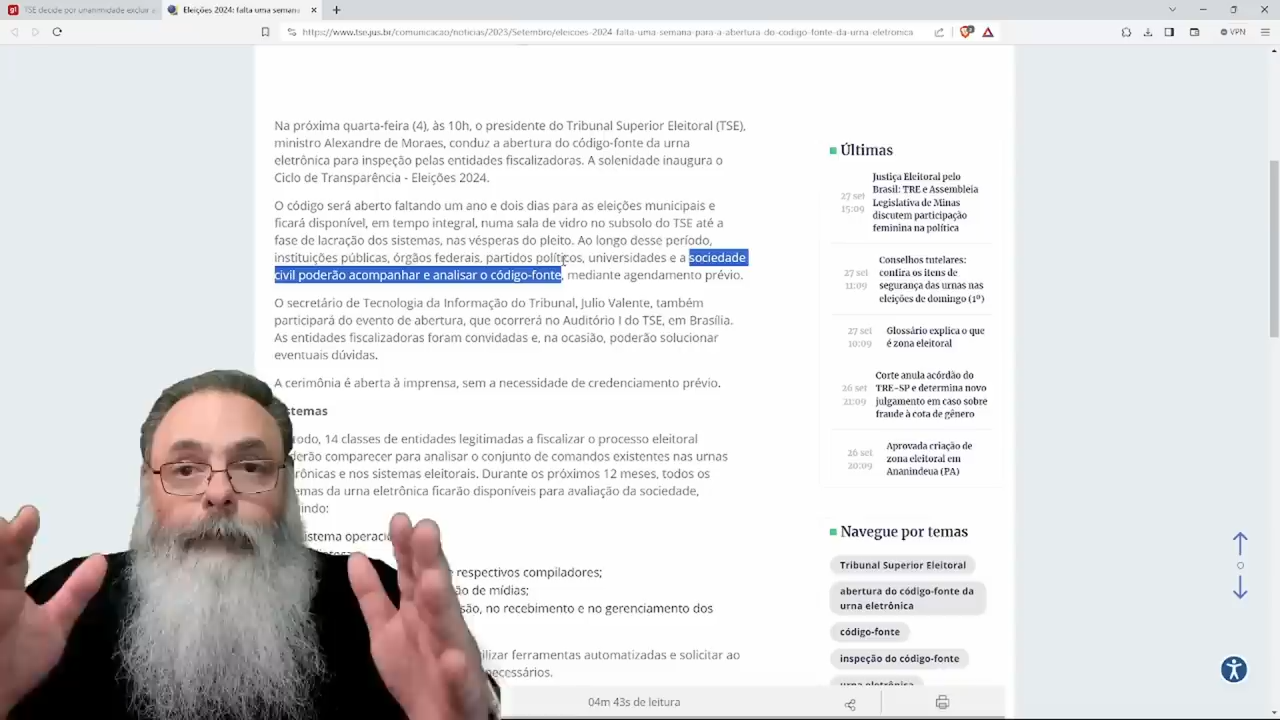 TSE decide por unanimidade excluir a
Eleições 2024: falta uma semana
https://www.tse.jus.br/comunicacao/noticias/2023/Setembro/eleicoes-2024-falta-uma-semana-para-a-abertura-do-codigo-fonte-da-urna-eletronica
VPN
Na próxima quarta-feira (4), às 10h, o presidente do Tribunal Superior Eleitoral (TSE),
ministro Alexandre de Moraes, conduz a abertura do código-fonte da urna
eletrônica para inspeção pelas entidades fiscalizadoras. A solenidade inaugura o
Ciclo de Transparência - Eleições 2024.
O código será aberto faltando um ano e dois dias para as eleições municipais e
ficará disponível, em tempo integral, numa sala de vidro no subsolo do TSE até a
fase de lacração dos sistemas, nas vésperas do pleito. Ao longo desse período,
instituições públicas, órgãos federais, partidos políticos, universidades e a sociedade
civil poderão acompanhar e analisar o código-fonte, mediante agendamento prévio.
O secretário de Tecnologia da Informação do Tribunal, Julio Valente, também
participará do evento de abertura, que ocorrerá no Auditório I do TSE, em Brasília.
As entidades fiscalizadoras foram convidadas e, na ocasião, poderão solucionar
eventuais dúvidas.
A cerimônia é aberta à imprensa, sem a necessidade de credenciamento prévio.
stemas
odo, 14 classes de entidades legitimadas a fiscalizar o processo eleitoral
derão comparecer para analisar o conjunto de comandos existentes nas urnas
rônicas e nos sistemas eleitorais. Durante os próximos 12 meses, todos os
emas da urna eletrônica ficarão disponíveis para avaliação da sociedade,
indo:
istema operaci
e respectivos compiladores;
ão de mídias;
são, no recebimento e no gerenciamento dos
ilizar ferramentas automatizadas e solicitar ao
necessários.
04m 43s de leitura
Últimas
27 set
15:09
Justiça Eleitoral pelo
Brasil: TRE e Assembleia
Legislativa de Minas
discutem participação
feminina na política
27 set
11:09
Conselhos tutelares:
confira os itens de
segurança das urnas nas
eleições de domingo (1º)
27 set
10:09
Glossário explica o que
é zona eleitoral
26 set
21:09
Corte anula acórdão do
TRE-SP e determina novo
julgamento em caso sobre
fraude à cota de gênero
26 set
20:09
Aprovada criação de
zona eleitoral em
Ananindeua (PA)
Navegue por temas
Tribunal Superior Eleitoral
abertura do código-fonte da
urna eletrônica
código-fonte
inspeção do código-fonte
urna eletrônica